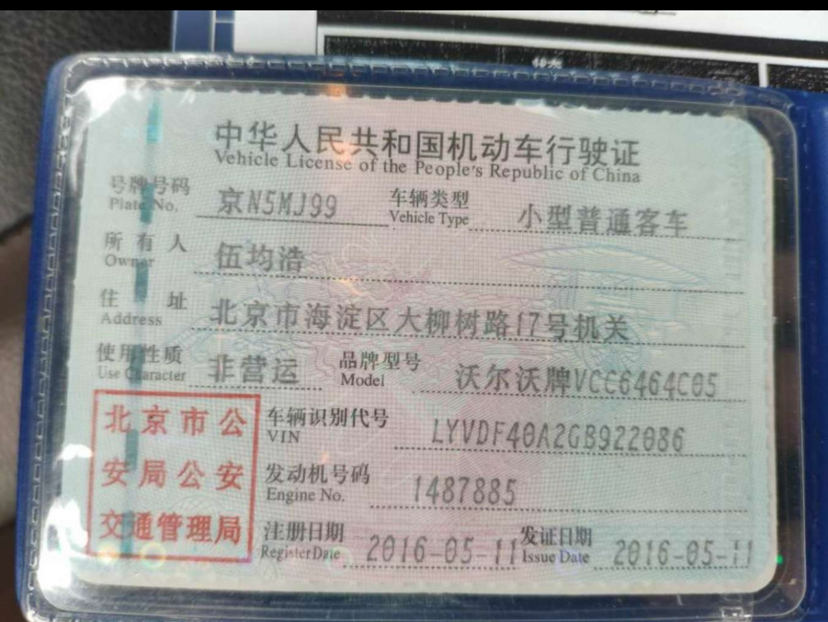 中华人民共和国机动车行驶证
Vehicle License of the People's Republic of China
号牌号码 京N5MJ99 车辆类型 小型普通客车
Plate No. Vehicle Type
所有人 伍均浩
Owner
住址 北京市海淀区大柳树路17号机关
Address
使用性质 非营运 品牌型号 沃尔沃牌VCC6464C05
Use Character Model
北京市公安局公安交通管理局
车辆识别代号 LYVDF40A2GB922086
VIN
发动机号码 1487885
Engine No.
注册日期 2016-05-11 发证日期 2016-05-11
Register Date Issue Date